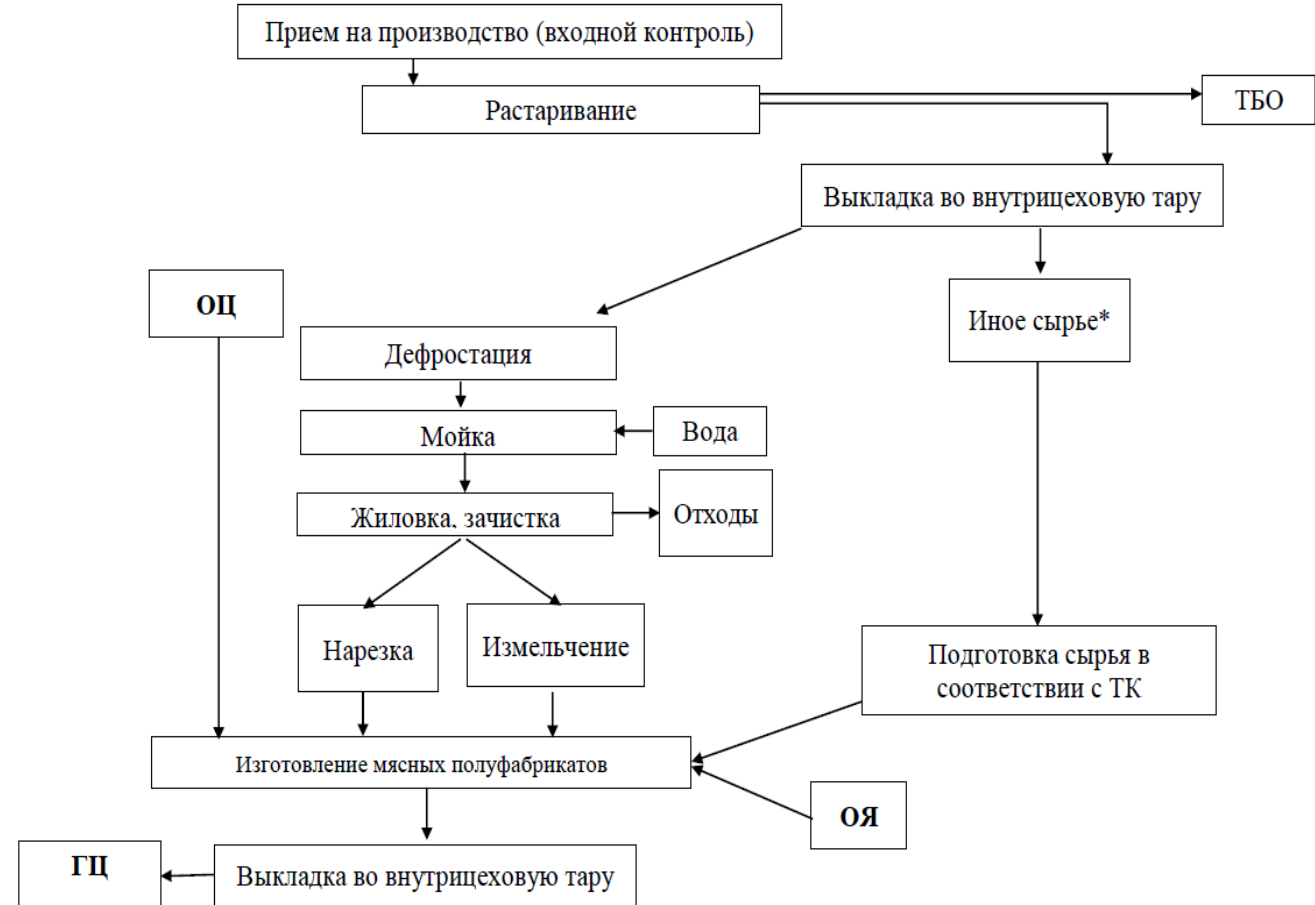 Прием на производство (входной контроль)
Растаривание
ТБО
Выкладка во внутрицеховую тару
ОЦ
Иное сырье*
Дефростация
Мойка
Вода
Жиловка, зачистка
Отходы
Нарезка
Измельчение
Подготовка сырья в
соответствии с ТК
Изготовление мясных полуфабрикатов
ОЯ
ГЦ
Выкладка во внутрицеховую тару